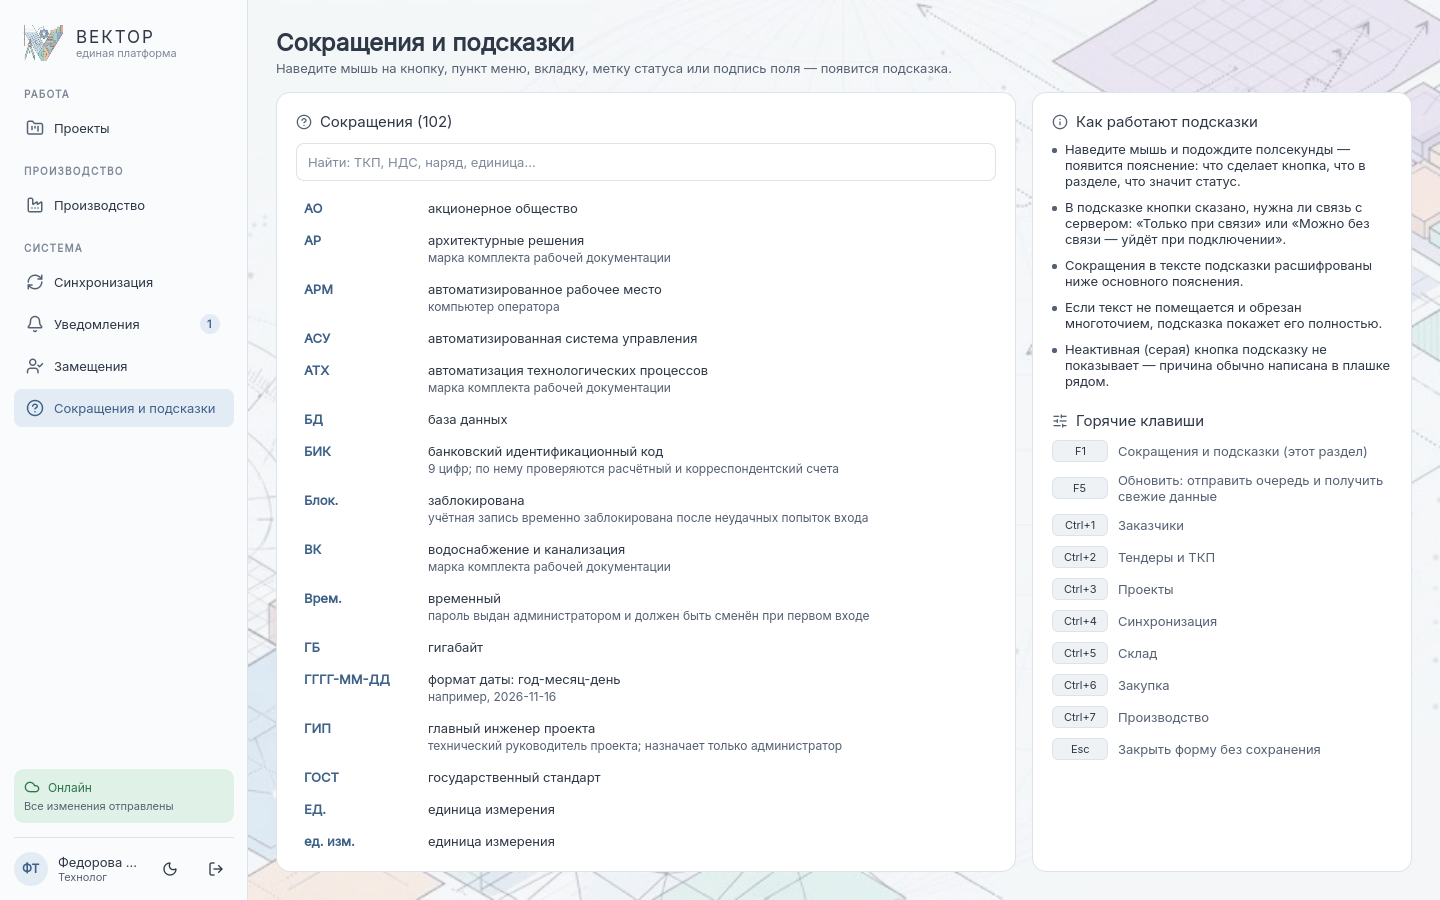 ВЕКТОР
единая платформа
РАБОТА
Проекты
ПРОИЗВОДСТВО
Производство
СИСТЕМА
Синхронизация
Уведомления 1
Замещения
Сокращения и подсказки
Онлайн
Все изменения отправлены
ФТ
Федорова ...
Технолог
Сокращения и подсказки
Наведите мышь на кнопку, пункт меню, вкладку, метку статуса или подпись поля — появится подсказка.
Сокращения (102)
Найти: ТКП, НДС, наряд, единица...
АО акционерное общество
АР архитектурные решения
марка комплекта рабочей документации
АРМ автоматизированное рабочее место
компьютер оператора
АСУ автоматизированная система управления
АТХ автоматизация технологических процессов
марка комплекта рабочей документации
БД база данных
БИК банковский идентификационный код
9 цифр; по нему проверяются расчётный и корреспондентский счета
Блок. заблокирована
учётная запись временно заблокирована после неудачных попыток входа
ВК водоснабжение и канализация
марка комплекта рабочей документации
Врем. временный
пароль выдан администратором и должен быть сменён при первом входе
ГБ гигабайт
ГГГГ-ММ-ДД формат даты: год-месяц-день
например, 2026-11-16
ГИП главный инженер проекта
технический руководитель проекта; назначает только администратор
ГОСТ государственный стандарт
ЕД. единица измерения
ед. изм. единица измерения
Как работают подсказки
Наведите мышь и подождите полсекунды —
появится пояснение: что сделает кнопка, что в
разделе, что значит статус.
В подсказке кнопки сказано, нужна ли связь с
сервером: «Только при связи» или «Можно без
связи — уйдёт при подключении».
Сокращения в тексте подсказки расшифрованы
ниже основного пояснения.
Если текст не помещается и обрезан
многоточием, подсказка покажет его полностью.
Неактивная (серая) кнопка подсказку не
показывает — причина обычно написана в плашке
рядом.
Горячие клавиши
F1 Сокращения и подсказки (этот раздел)
F5 Обновить: отправить очередь и получить
свежие данные
Ctrl+1 Заказчики
Ctrl+2 Тендеры и ТКП
Ctrl+3 Проекты
Ctrl+4 Синхронизация
Ctrl+5 Склад
Ctrl+6 Закупка
Ctrl+7 Производство
Esc Закрыть форму без сохранения